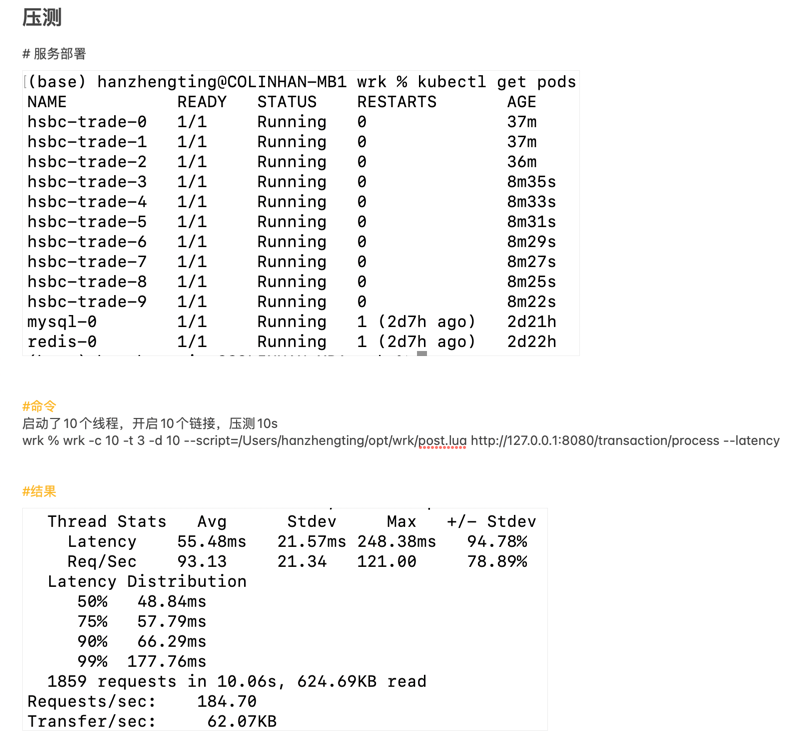 压测
# 服务部署
(base) hanzhengting@COLINHAN-MB1 wrk % kubectl get pods
NAME READY STATUS RESTARTS AGE
hsbc-trade-0 1/1 Running 0 37m
hsbc-trade-1 1/1 Running 0 37m
hsbc-trade-2 1/1 Running 0 36m
hsbc-trade-3 1/1 Running 0 8m35s
hsbc-trade-4 1/1 Running 0 8m33s
hsbc-trade-5 1/1 Running 0 8m31s
hsbc-trade-6 1/1 Running 0 8m29s
hsbc-trade-7 1/1 Running 0 8m27s
hsbc-trade-8 1/1 Running 0 8m25s
hsbc-trade-9 1/1 Running 0 8m22s
mysql-0 1/1 Running 1 (2d7h ago) 2d21h
redis-0 1/1 Running 1 (2d7h ago) 2d22h
#命令
启动了10个线程，开启10个链接，压测10s
wrk % wrk -c 10 -t 3 -d 10 --script=/Users/hanzhengting/opt/wrk/post.lua http://127.0.0.1:8080/transaction/process --latency
#结果
Thread Stats Avg Stdev Max +/- Stdev
Latency 55.48ms 21.57ms 248.38ms 94.78%
Req/Sec 93.13 21.34 121.00 78.89%
Latency Distribution
50% 48.84ms
75% 57.79ms
90% 66.29ms
99% 177.76ms
1859 requests in 10.06s, 624.69KB read
Requests/sec: 184.70
Transfer/sec: 62.07KB